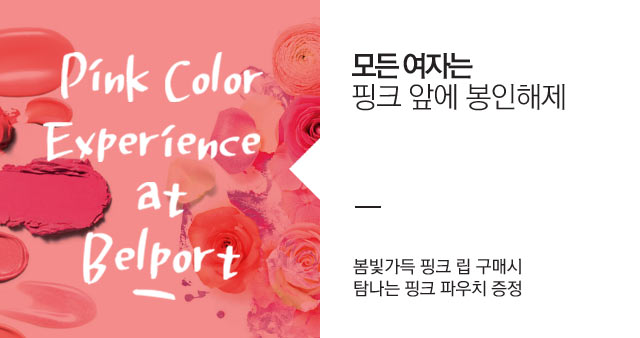 Pink Color
Experience
at
Belport
모든 여자는
핑크 앞에 봉인해제
봄빛가득 핑크 립 구매시
탐나는 핑크 파우치 증정